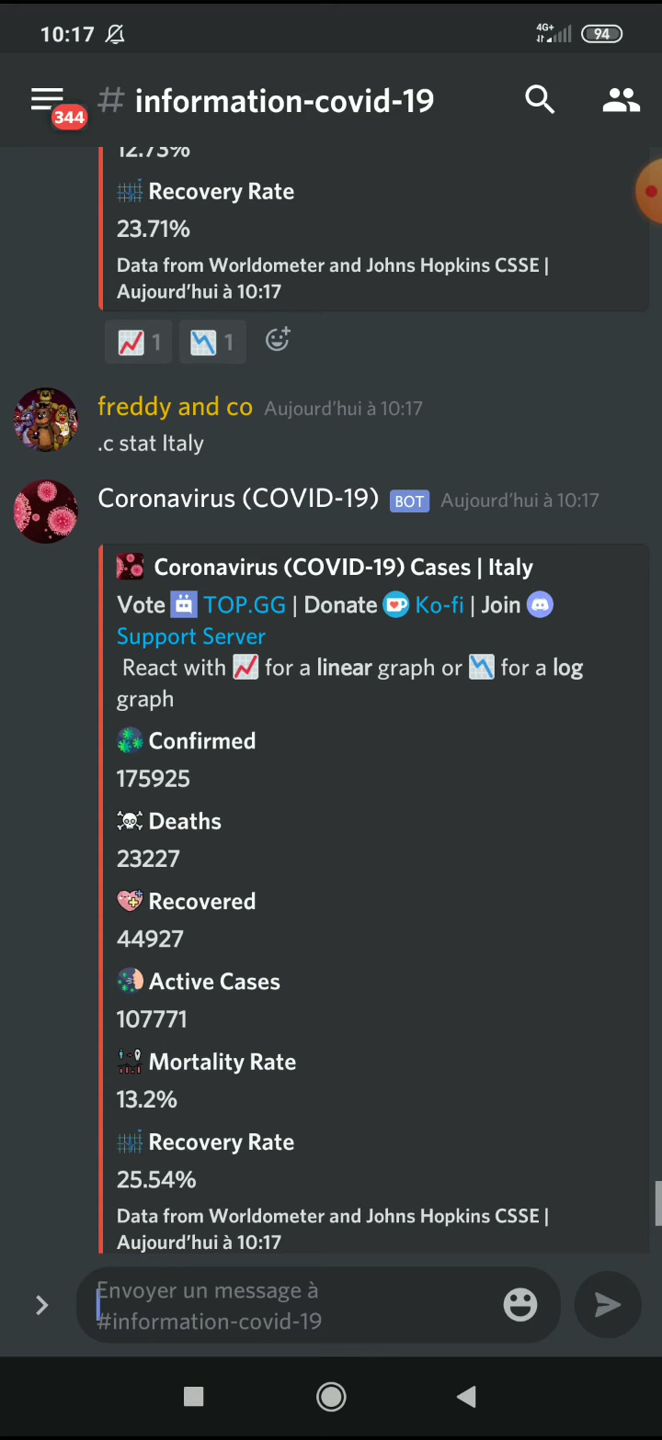 10:17
4G+
94
344
# information-covid-19
12.73%
Recovery Rate
23.71%
Data from Worldometer and Johns Hopkins CSSE |
Aujourd'hui à 10:17
1 1
freddy and co Aujourd'hui à 10:17
.c stat Italy
Coronavirus (COVID-19) BOT Aujourd'hui à 10:17
Coronavirus (COVID-19) Cases | Italy
Vote TOP.GG | Donate Ko-fi | Join
Support Server
React with for a linear graph or for a log
graph
Confirmed
175925
Deaths
23227
Recovered
44927
Active Cases
107771
Mortality Rate
13.2%
Recovery Rate
25.54%
Data from Worldometer and Johns Hopkins CSSE |
Aujourd'hui à 10:17
Envoyer un message à
#information-covid-19